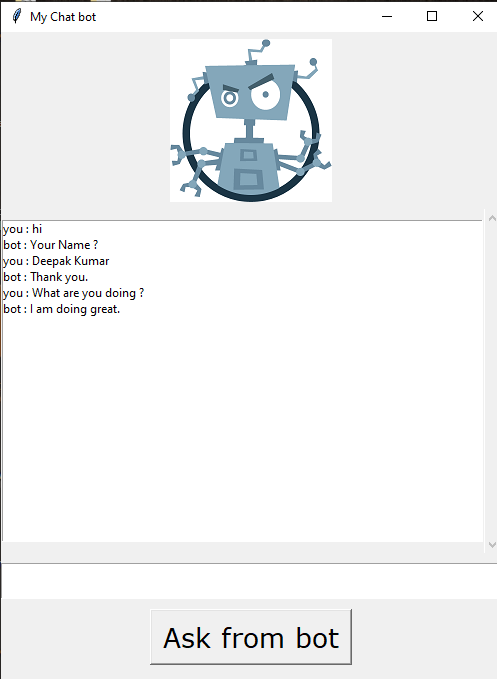 My Chat bot
you : hi
bot : Your Name ?
you : Deepak Kumar
bot : Thank you.
you : What are you doing ?
bot : I am doing great.
Ask from bot